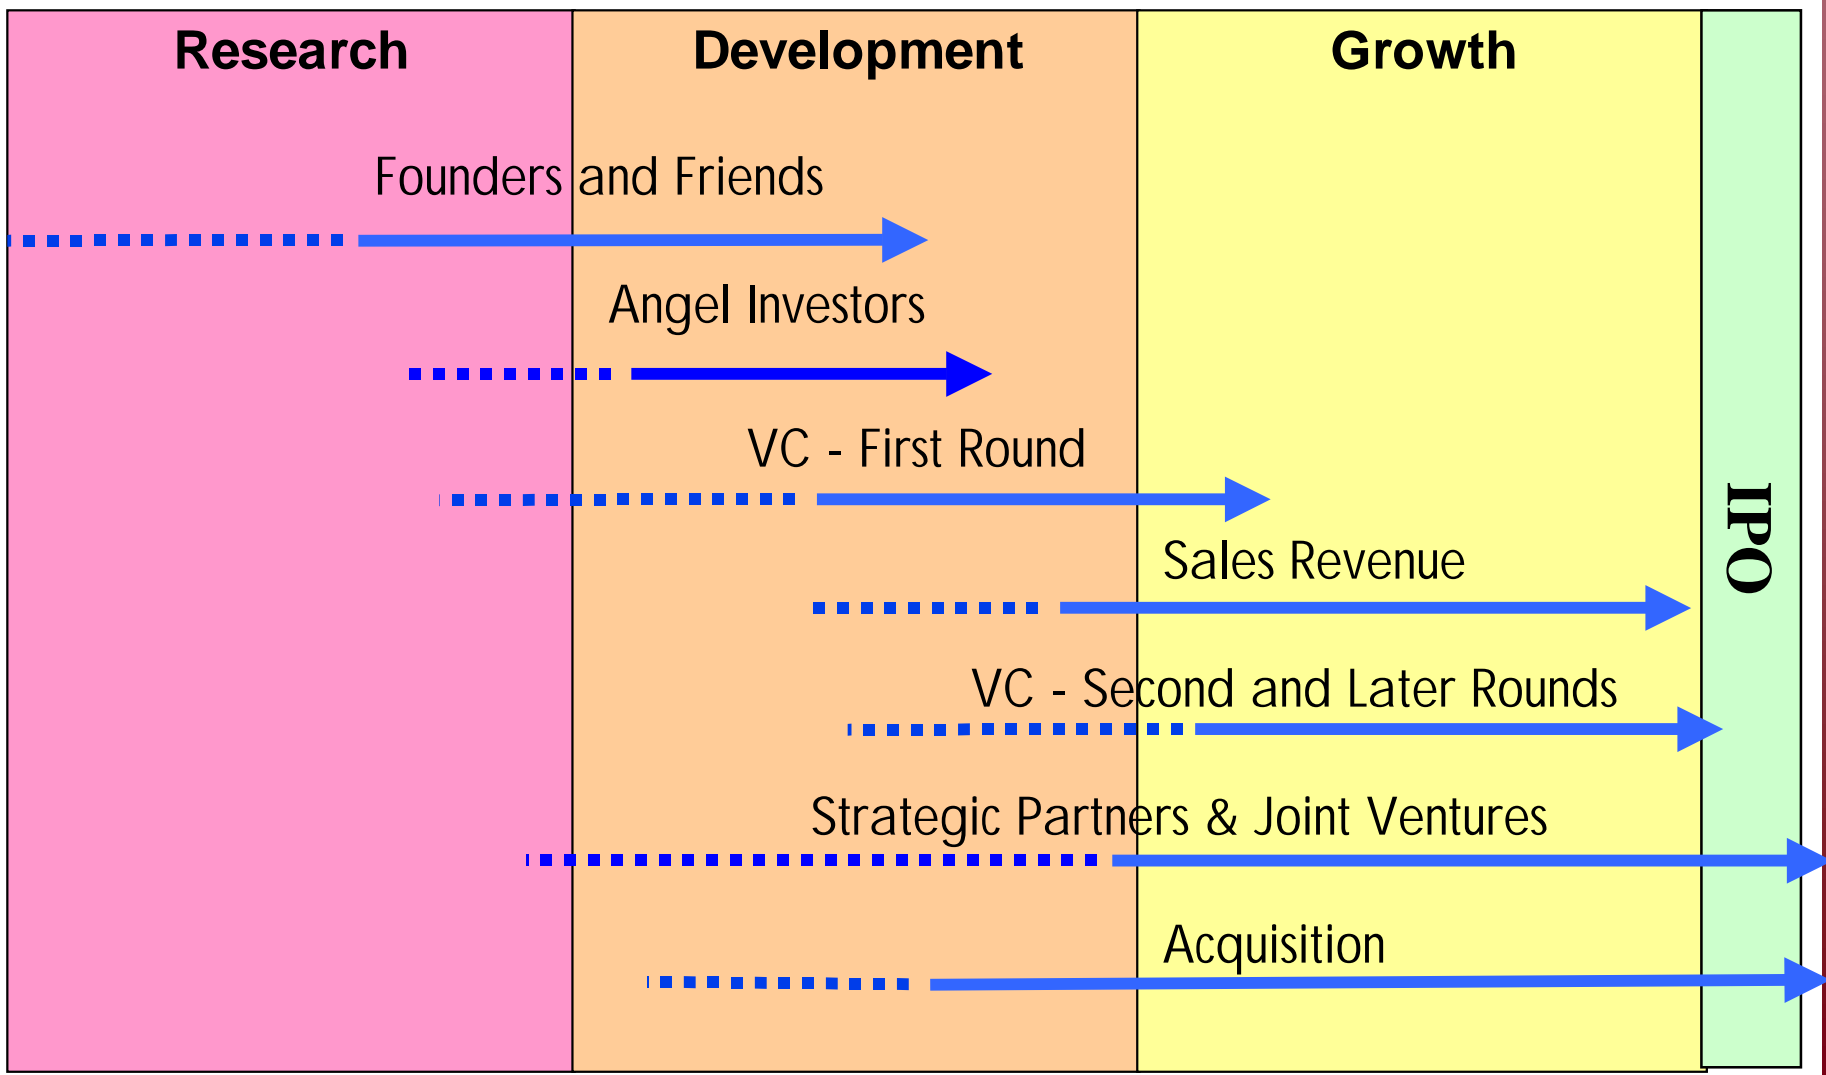 Research
Development
Growth
Founders and Friends
Angel Investors
VC - First Round
IPO
Sales Revenue
VC - Second and Later Rounds
Strategic Partners & Joint Ventures
Acquisition